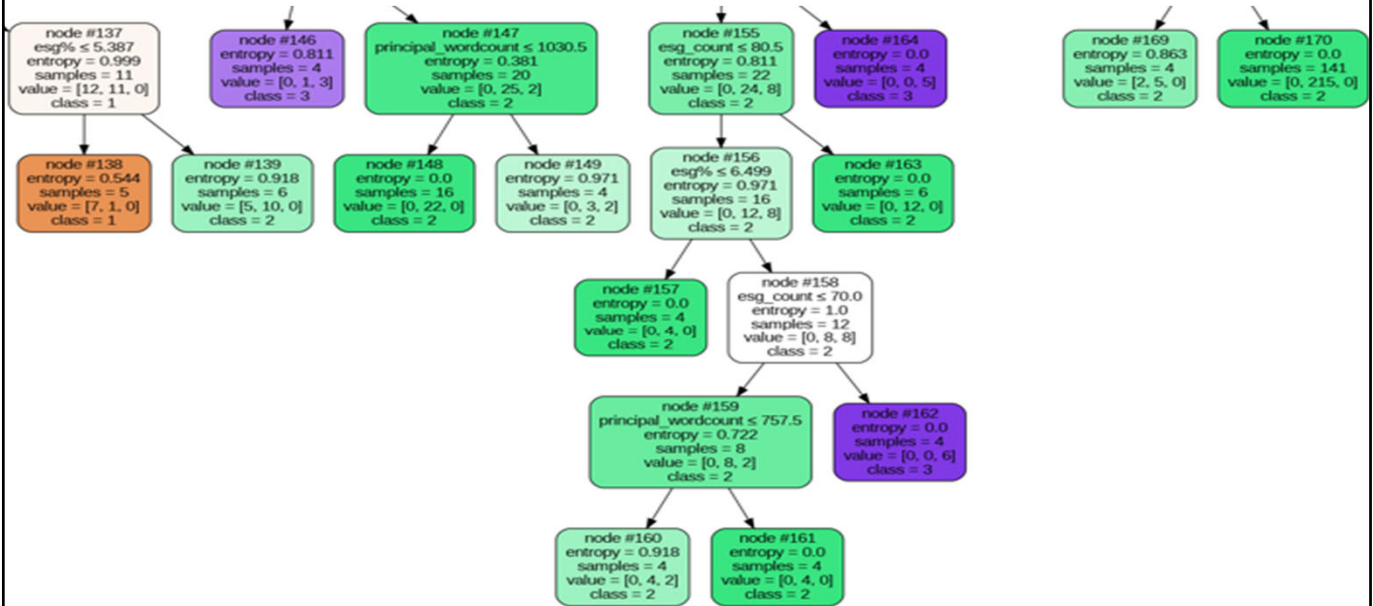 node #137
esg% ≤ 5.387
entropy = 0.999
samples = 11
value = [12, 11, 0]
class = 1
node #146
entropy = 0.811
samples = 4
value = [0, 1, 3]
class = 3
node #147
principal_wordcount ≤ 1030.5
entropy = 0.381
samples = 20
value = [0, 25, 2]
class = 2
node #155
esg_count ≤ 80.5
entropy = 0.811
samples = 22
value = [0, 24, 8]
class = 2
node #164
entropy = 0.0
samples = 4
value = [0, 0, 5]
class = 3
node #169
entropy = 0.863
samples = 4
value = [2, 5, 0]
class = 2
node #170
entropy = 0.0
samples = 141
value = [0, 215, 0]
class = 2
node #138
entropy = 0.544
samples = 5
value = [7, 1, 0]
class = 1
node #139
entropy = 0.918
samples = 6
value = [5, 10, 0]
class = 2
node #148
entropy = 0.0
samples = 16
value = [0, 22, 0]
class = 2
node #149
entropy = 0.971
samples = 4
value = [0, 3, 2]
class = 2
node #156
esg% ≤ 6.499
entropy = 0.971
samples = 16
value = [0, 12, 8]
class = 2
node #163
entropy = 0.0
samples = 6
value = [0, 12, 0]
class = 2
node #157
entropy = 0.0
samples = 4
value = [0, 4, 0]
class = 2
node #158
esg_count ≤ 70.0
entropy = 1.0
samples = 12
value = [0, 8, 8]
class = 2
node #159
principal_wordcount ≤ 757.5
entropy = 0.722
samples = 8
value = [0, 8, 2]
class = 2
node #162
entropy = 0.0
samples = 4
value = [0, 0, 6]
class = 3
node #160
entropy = 0.918
samples = 4
value = [0, 4, 2]
class = 2
node #161
entropy = 0.0
samples = 4
value = [0, 4, 0]
class = 2